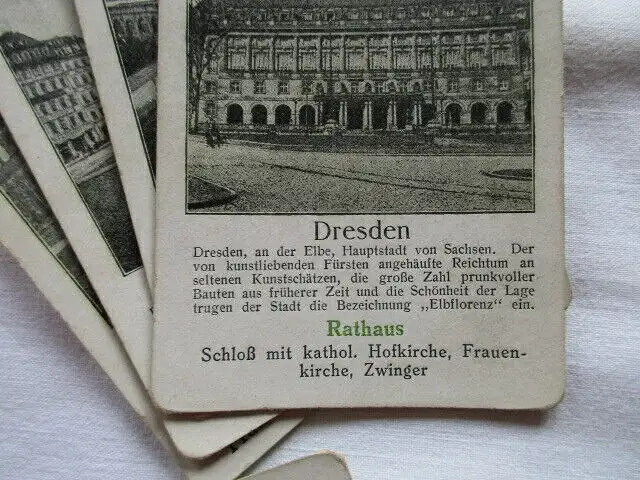 Dresden
Dresden, an der Elbe, Hauptstadt von Sachsen. Der
von kunstliebenden Fürsten angehäufte Reichtum an
seltenen Kunstschätzen, die große Zahl prunkvoller
Bauten aus früherer Zeit und die Schönheit der Lage
trugen der Stadt die Bezeichnung „Elbflorenz“ ein.
Rathaus
Schloß mit kathol. Hofkirche, Frauen-
kirche, Zwinger